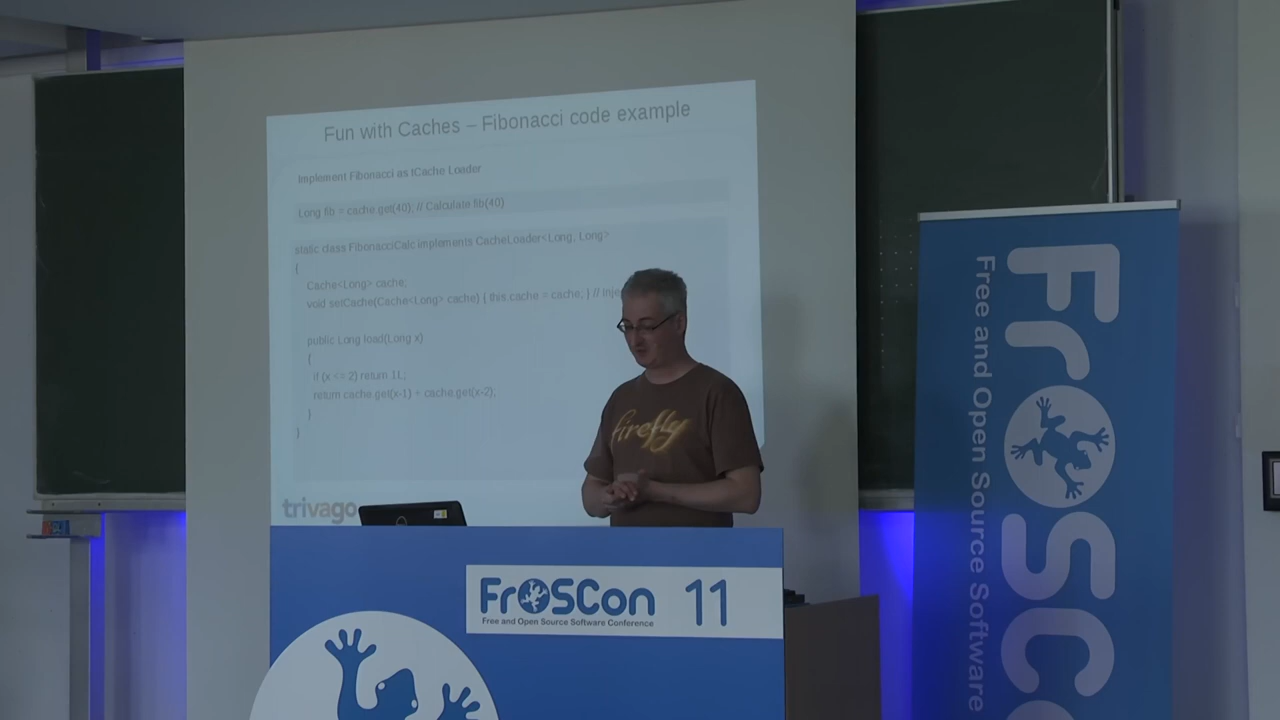 Fun with Caches – Fibonacci code example
Implement Fibonacci as ICache Loader
Long fib = cache.get(40); // Calculate fib(40)
static class FibonacciCalc implements CacheLoader<Long, Long>
{
Cache<Long> cache;
void setCache(Cache<Long> cache) { this.cache = cache; } //
public Long load(Long x)
{
if (x <= 2) return 1L;
return cache.get(x-1) + cache.get(x-2);
}
}
trivago
firefly
FrOSCon 11
Free and Open Source Software Conference
FrOSCo
Free and Open Source Software